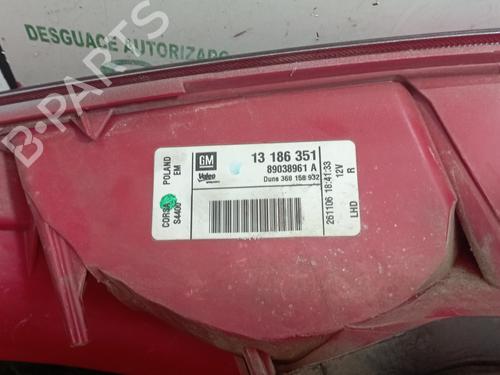 DESGUACE AUTORIZADO
B-PARTS
GM
13 186 351
Valeo
89038961 A
Duns 360 158 932
CORSA
POLAND
S4400
EM
261106 18:41:33
12V
LHD
R